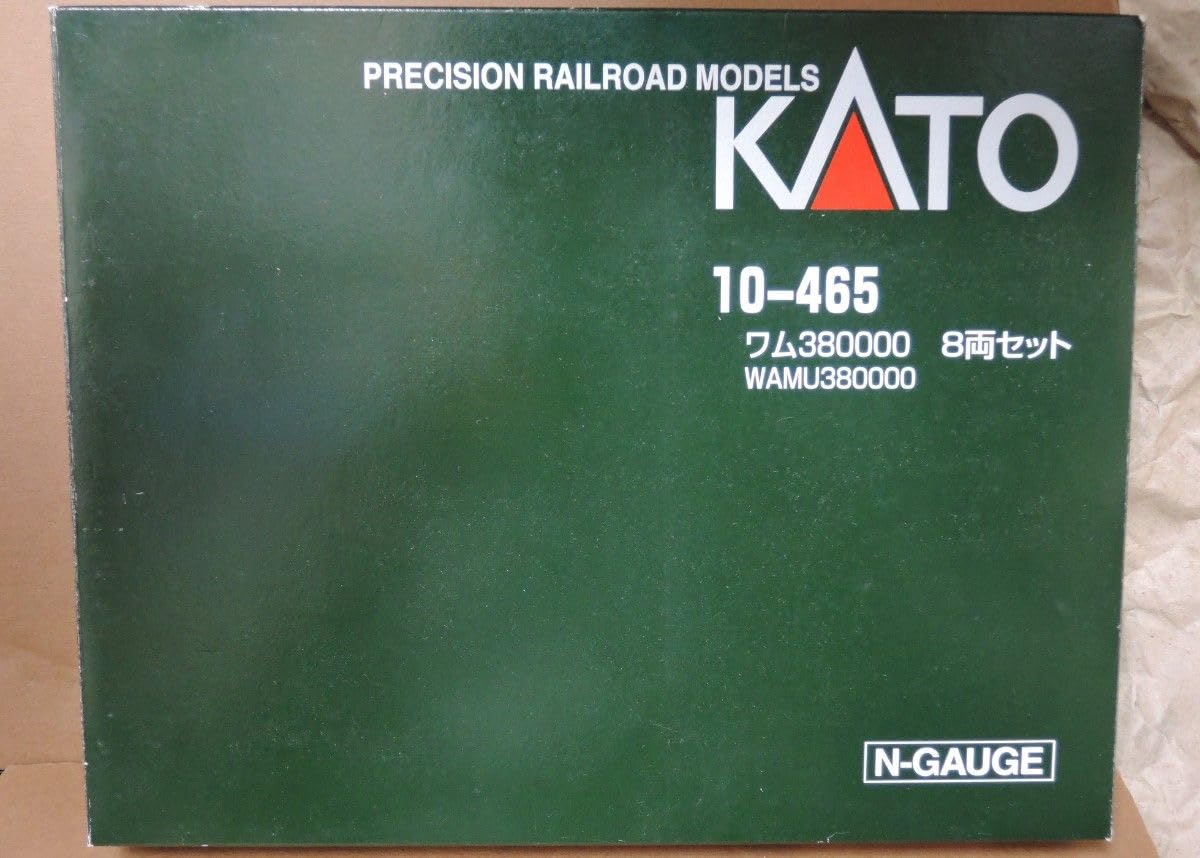 PRECISION RAILROAD MODELS
KATO
10-465
ワム380000 8両セット
WAMU380000
N-GAUGE